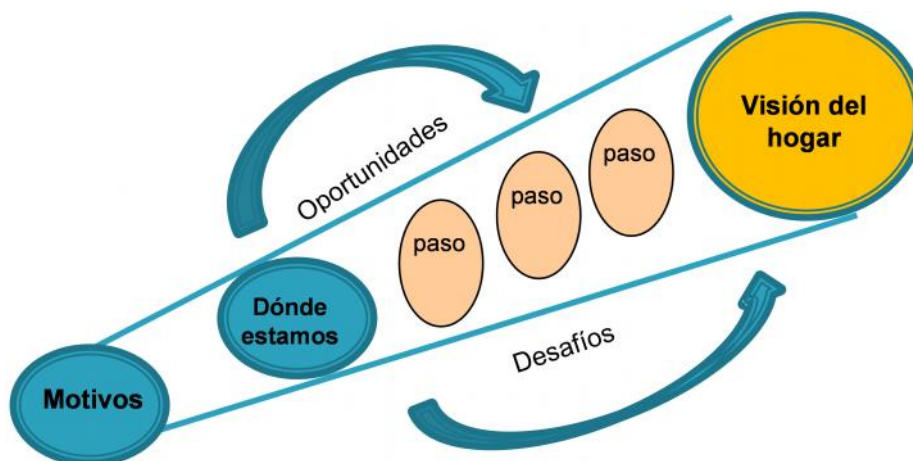 Visión del
hogar
Oportunidades
paso
paso
paso
Dónde
estamos
Desafíos
Motivos